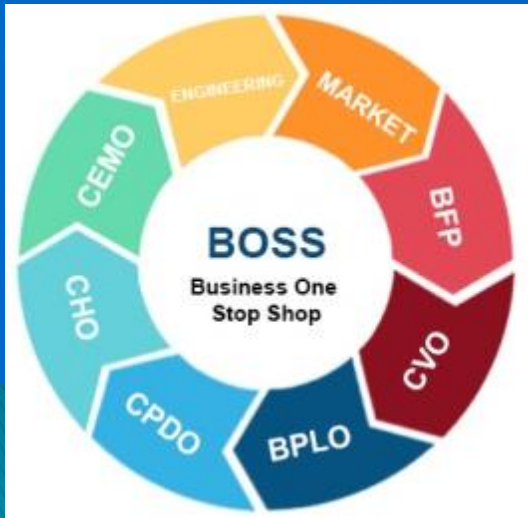 BOSS
Business One
Stop Shop
ENGINEERING
MARKET
BFP
CVO
BPLO
CPDO
CHO
CEMO